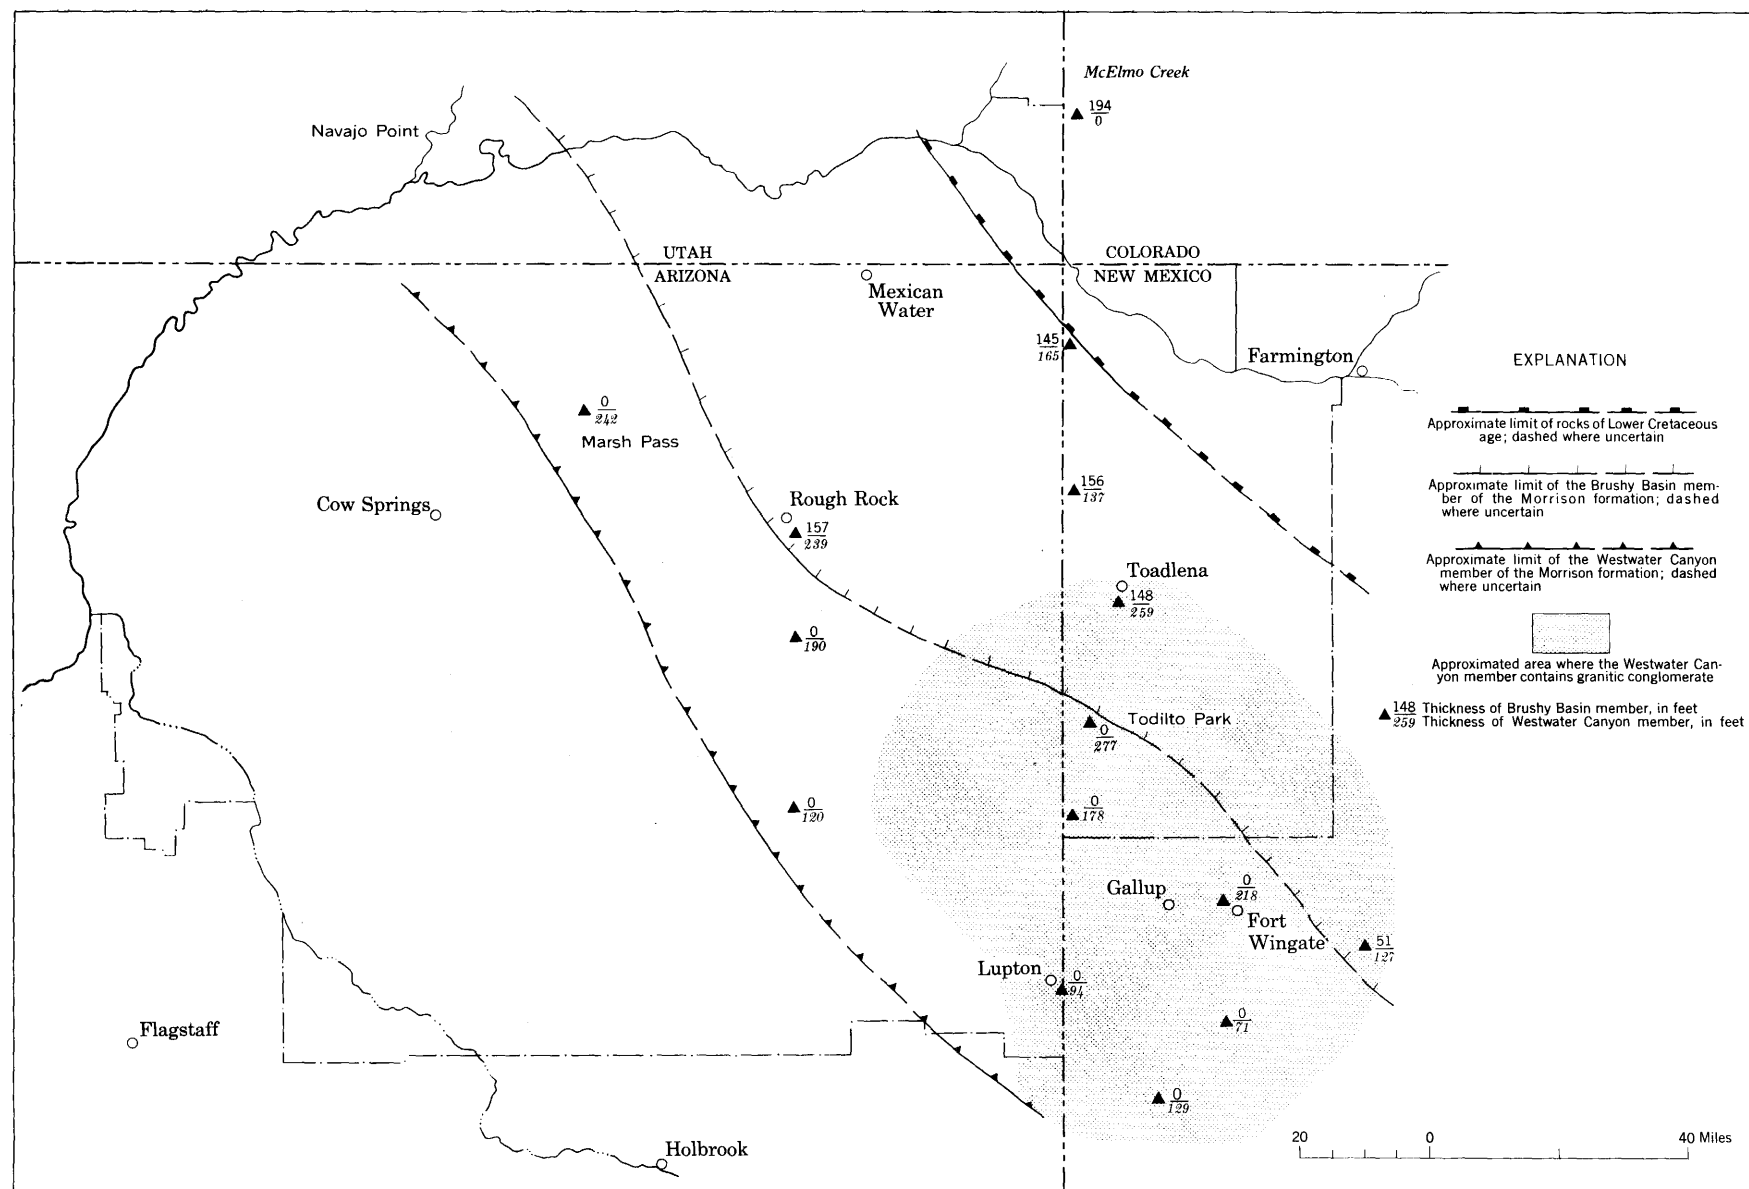 McElmo Creek
194
0
Navajo Point
UTAH
ARIZONA
COLORADO
NEW MEXICO
Mexican
Water
145
165
Farmington
0
242
Marsh Pass
Cow Springs
Rough Rock
157
239
156
137
Toadlena
148
259
0
190
Todilto Park
0
277
0
120
0
178
Gallup
0
218
Fort
Wingate
51
127
Lupton
0
94
0
71
0
129
Flagstaff
Holbrook
EXPLANATION
Approximate limit of rocks of Lower Cretaceous
age; dashed where uncertain
Approximate limit of the Brushy Basin mem-
ber of the Morrison formation; dashed
where uncertain
Approximate limit of the Westwater Canyon
member of the Morrison formation; dashed
where uncertain
Approximated area where the Westwater Can-
yon member contains granitic conglomerate
148 Thickness of Brushy Basin member, in feet
259 Thickness of Westwater Canyon member, in feet
20 0 40 Miles